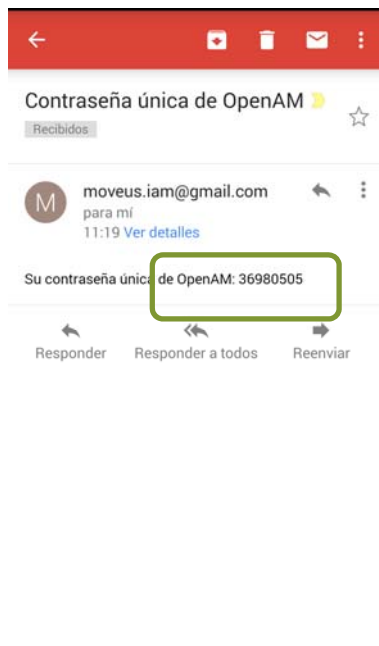 Contraseña única de OpenAM
Recibidos
M
moveus.iam@gmail.com
para mí
11:19 Ver detalles
Su contraseña única de OpenAM: 36980505
Responder Responder a todos Reenviar